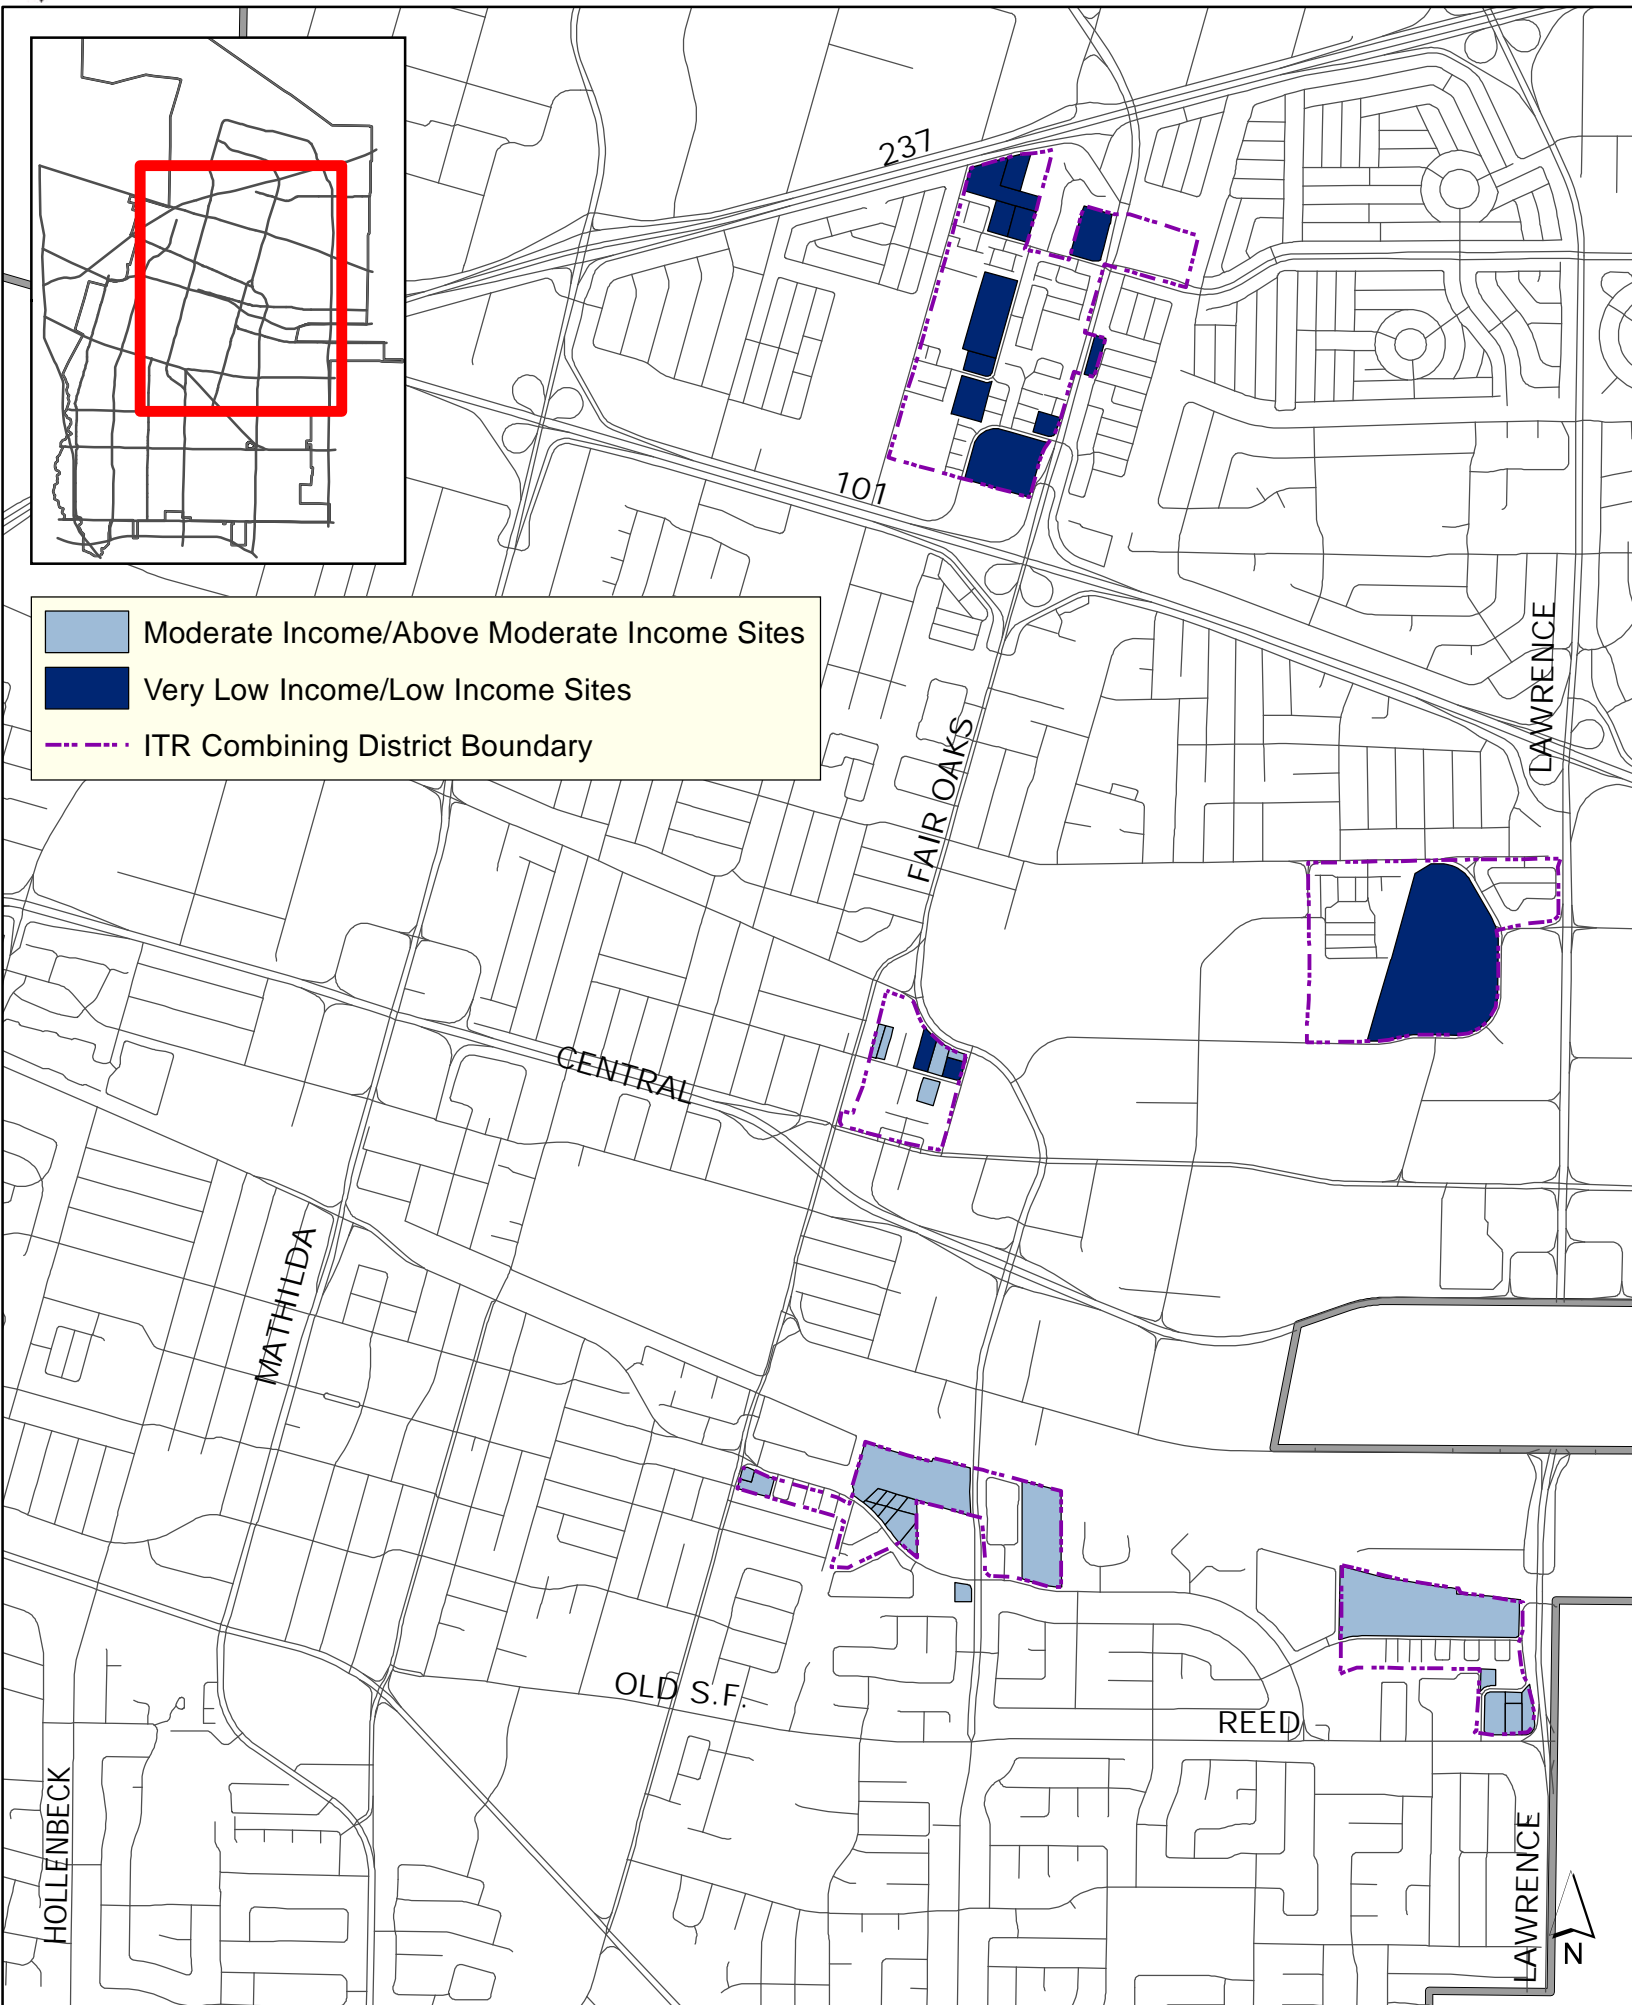 237
101
Moderate Income/Above Moderate Income Sites
Very Low Income/Low Income Sites
ITR Combining District Boundary
LAWRENCE
FAIR OAKS
CENTRAL
MATHILDA
OLD S.F.
REED
HOLLENBECK
LAWRENCE
N